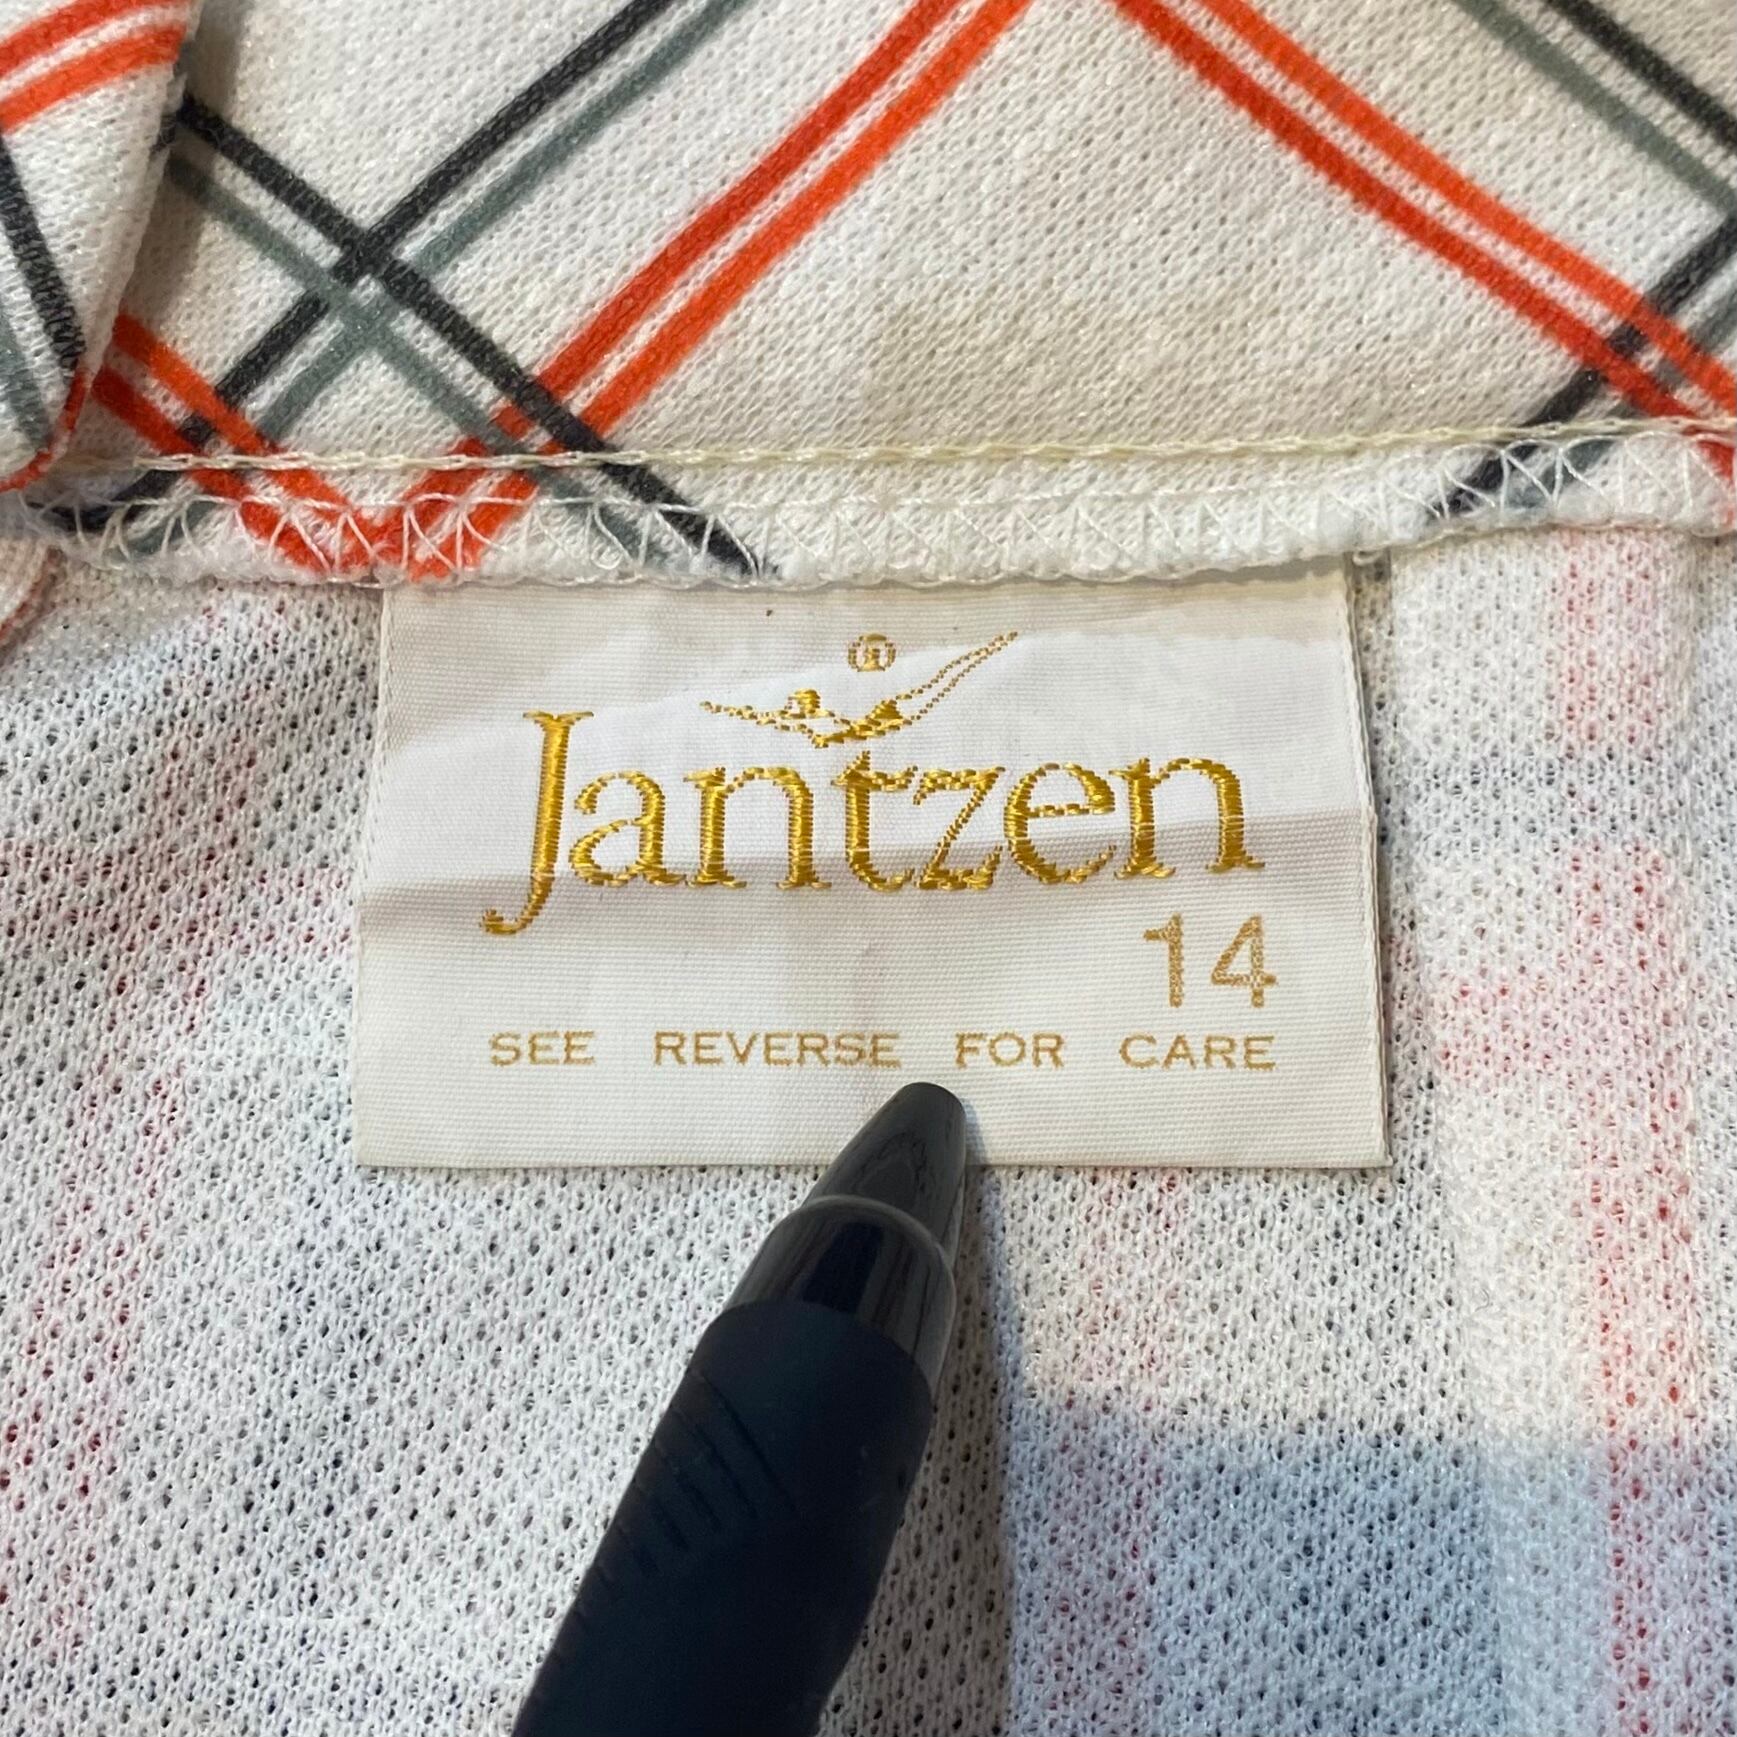 Jantzen
14
SEE REVERSE FOR CARE